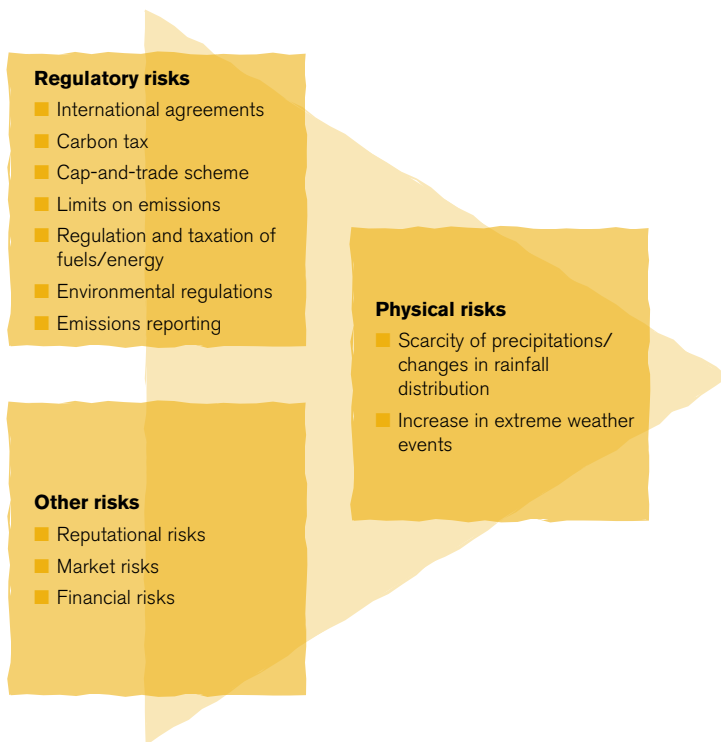 Regulatory risks
International agreements
Carbon tax
Cap-and-trade scheme
Limits on emissions
Regulation and taxation of
fuels/energy
Environmental regulations
Emissions reporting
Physical risks
Scarcity of precipitations/
changes in rainfall
distribution
Increase in extreme weather
events
Other risks
Reputational risks
Market risks
Financial risks